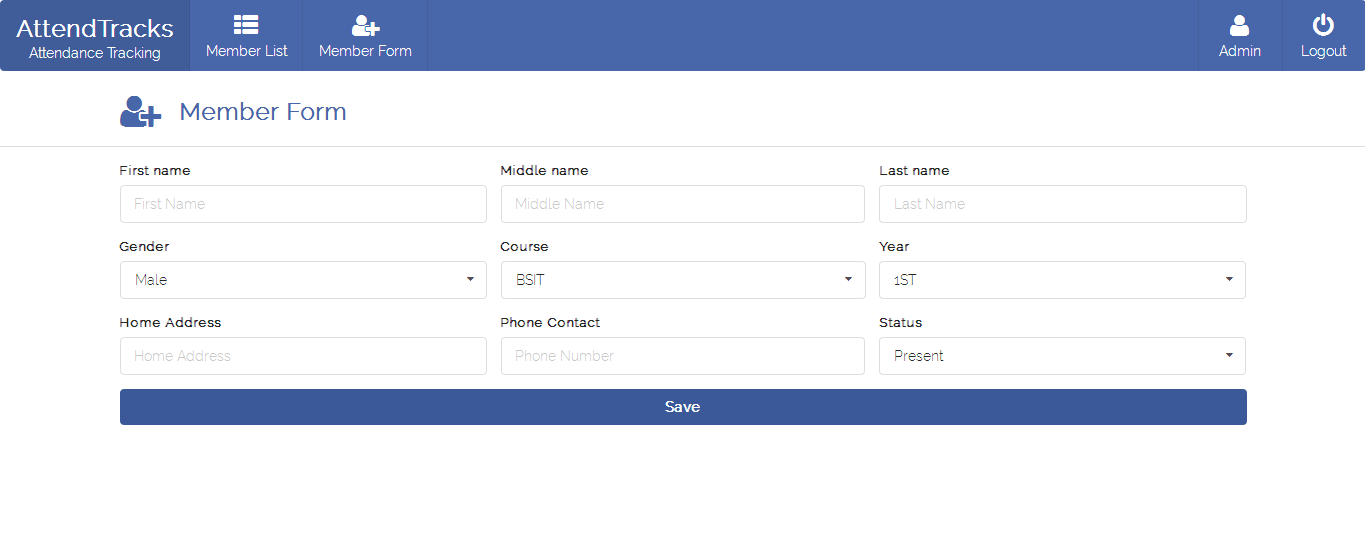 AttendTracks
Attendance Tracking
Member List
Member Form
Admin
Logout
Member Form
First name Middle name Last name
First Name Middle Name Last Name
Gender Course Year
Male BSIT 1ST
Home Address Phone Contact Status
Home Address Phone Number Present
Save